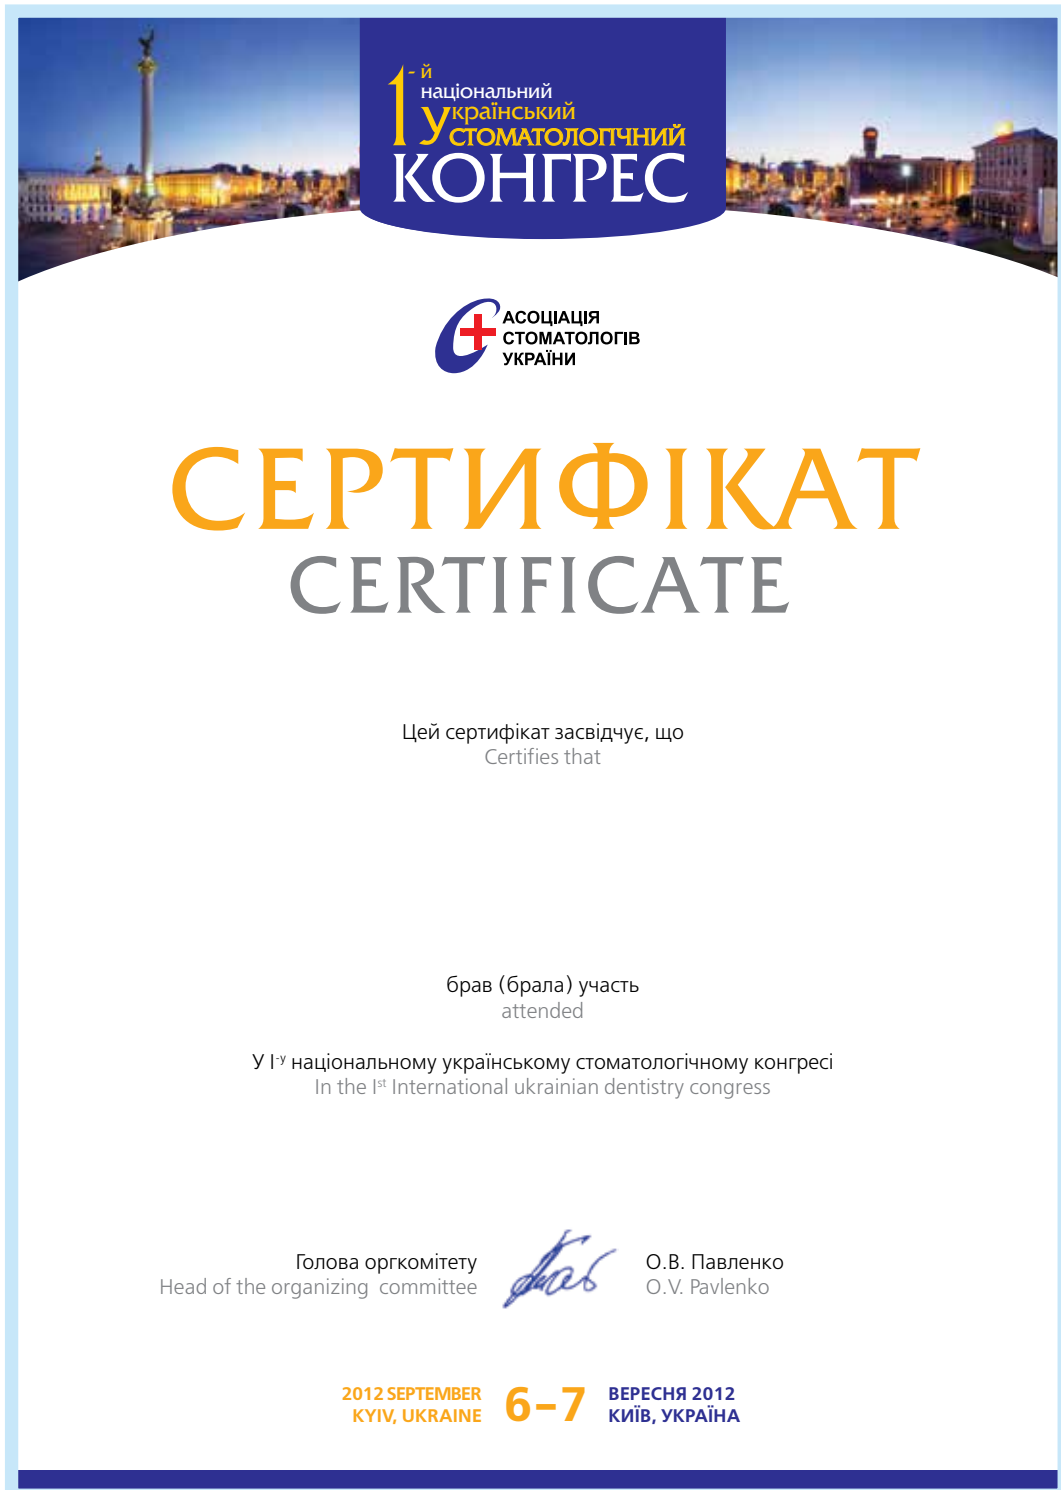 1-й
національний
Український
СТОМАТОЛОГІЧНИЙ
КОНГРЕС
АСОЦІАЦІЯ
СТОМАТОЛОГІВ
УКРАЇНИ
СЕРТИФІКАТ
CERTIFICATE
Цей сертифікат засвідчує, що
Certifies that
брав (брала) участь
attended
У I-у національному українському стоматологічному конгресі
In the Ist International ukrainian dentistry congress
Голова оргкомітету
Head of the organizing committee
О.В. Павленко
O.V. Pavlenko
2012 SEPTEMBER
KYIV, UKRAINE
6–7
ВЕРЕСНЯ 2012
КИЇВ, УКРАЇНА